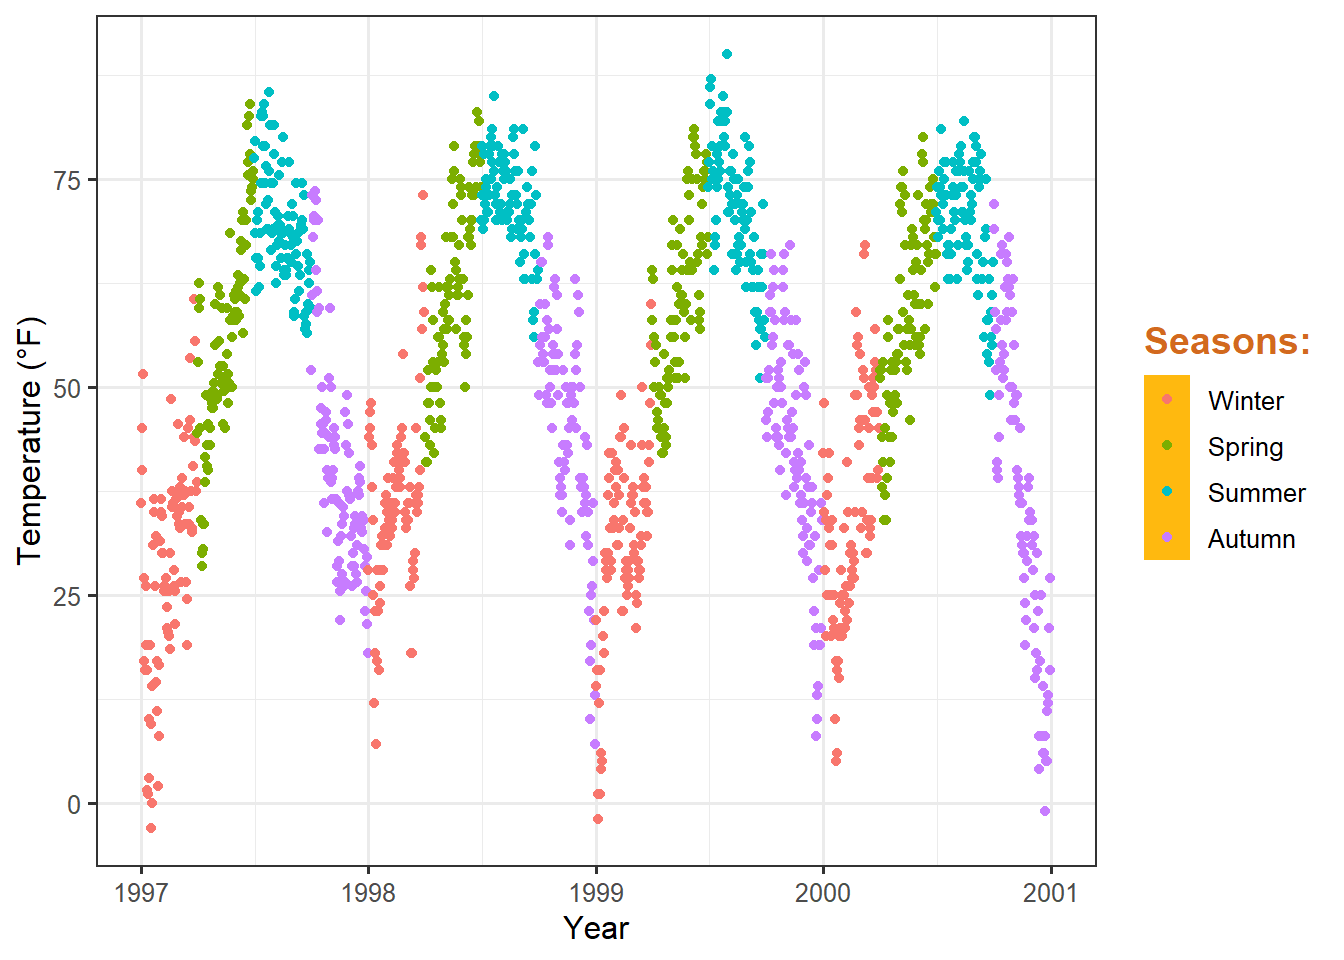 Temperature (°F)
75
50
25
0
1997 1998 1999 2000 2001
Year
Seasons:
Winter
Spring
Summer
Autumn